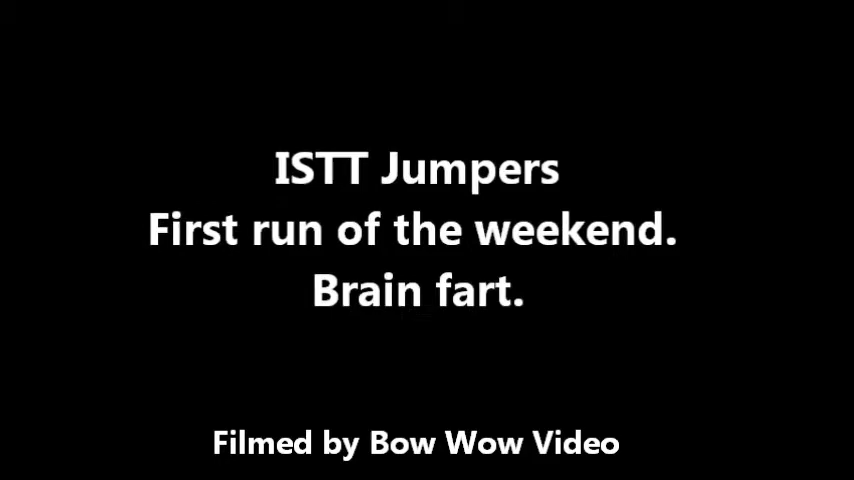 ISTT Jumpers
First run of the weekend.
Brain fart.
Filmed by Bow Wow Video